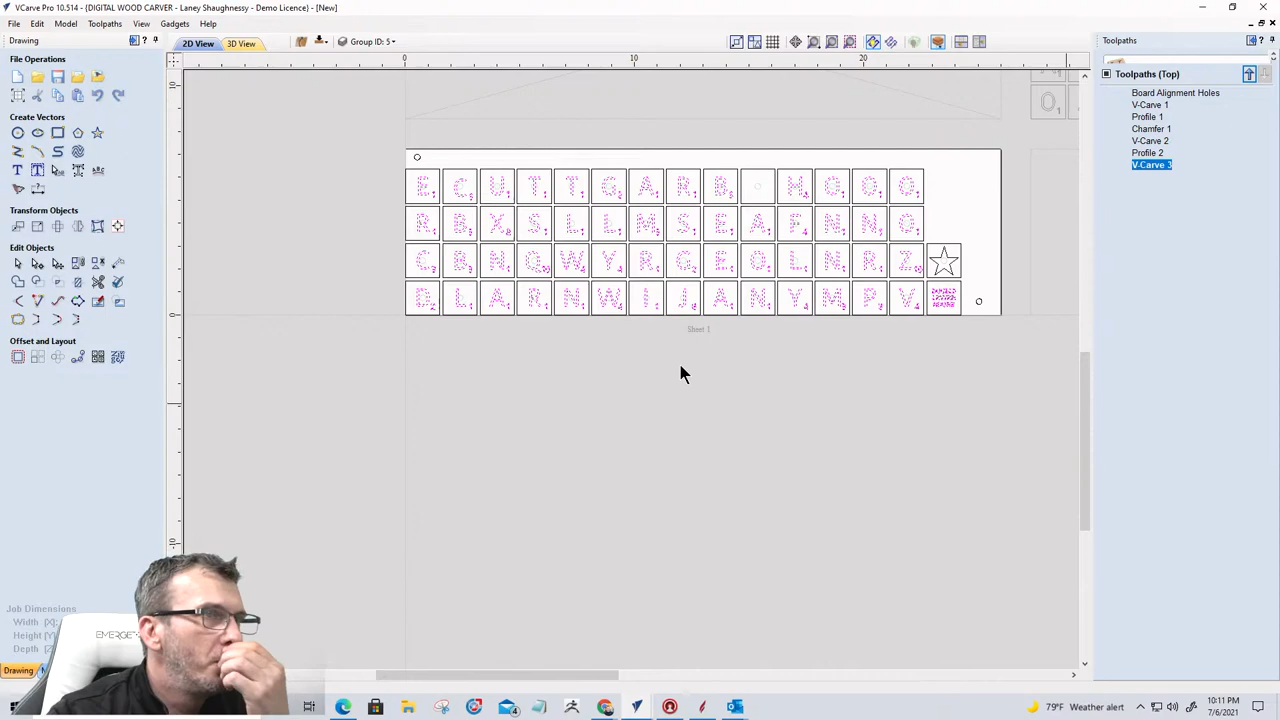 VCarve Pro 10.514 - {DIGITAL WOOD CARVER - Laney Shaughnessy - Demo Licence} - [New]
File Edit Model Toolpaths View Gadgets Help
Drawing
2D View 3D View Group ID: 5
Toolpaths
File Operations
Create Vectors
Transform Objects
Edit Objects
Offset and Layout
0 10 20
10
0
10
Toolpaths (Top)
Board Alignment Holes
V-Carve 1
Profile 1
Chamfer 1
V-Carve 2
Profile 2
V-Carve 3
E C U T T G A R B H O O O
R B X S L L M S E A F N N O
C B N Q W Y R G E O L N R Z
D L A R N W I J A N Y M P V
Sheet 1
Job Dimensions
Width (X):
Height (Y)
Depth (Z)
Drawing
EMERGE
79°F Weather alert
10:11 PM
7/6/2021